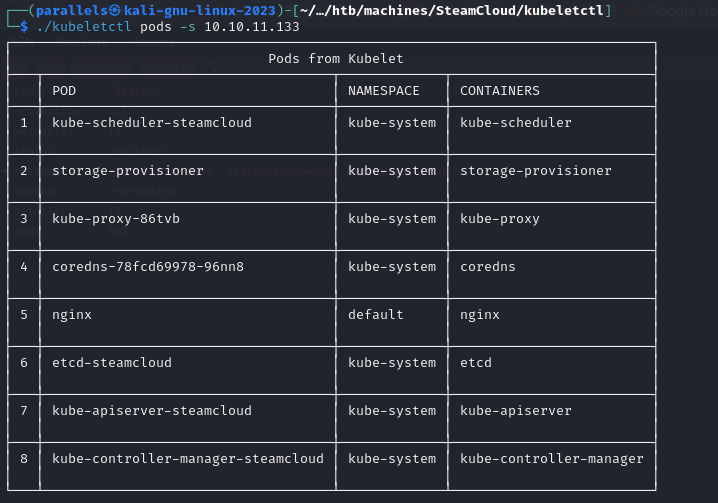 (parallels㉿kali-gnu-linux-2023)-[~/…/htb/machines/SteamCloud/kubeletctl]
$ ./kubeletctl pods -s 10.10.11.133
Pods from Kubelet
POD NAMESPACE CONTAINERS
1 kube-scheduler-steamcloud kube-system kube-scheduler
2 storage-provisioner kube-system storage-provisioner
3 kube-proxy-86tvb kube-system kube-proxy
4 coredns-78fcd69978-96nn8 kube-system coredns
5 nginx default nginx
6 etcd-steamcloud kube-system etcd
7 kube-apiserver-steamcloud kube-system kube-apiserver
8 kube-controller-manager-steamcloud kube-system kube-controller-manager